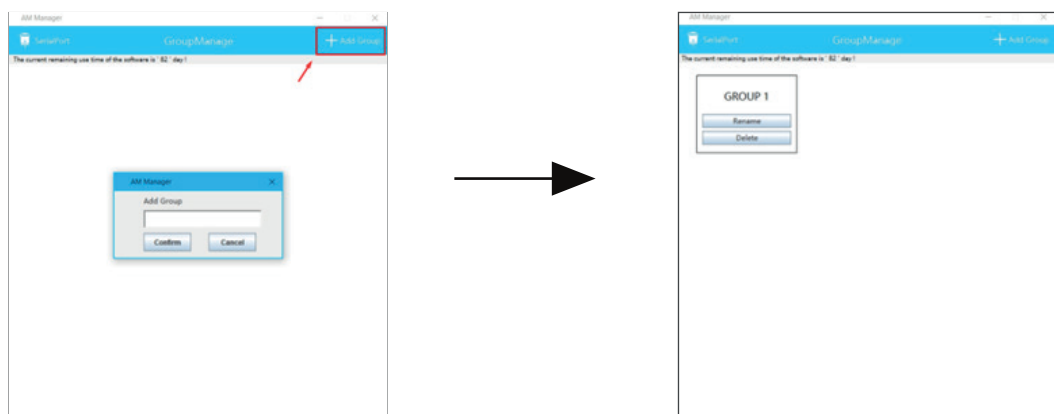 AM Manager
SerialPort GroupManage + Add Group
The current remaining use time of the software is ' 82 ' day !
AM Manager
Add Group
Confirm Cancel
AM Manager
SerialPort GroupManage + Add Group
The current remaining use time of the software is ' 82 ' day !
GROUP 1
Rename
Delete